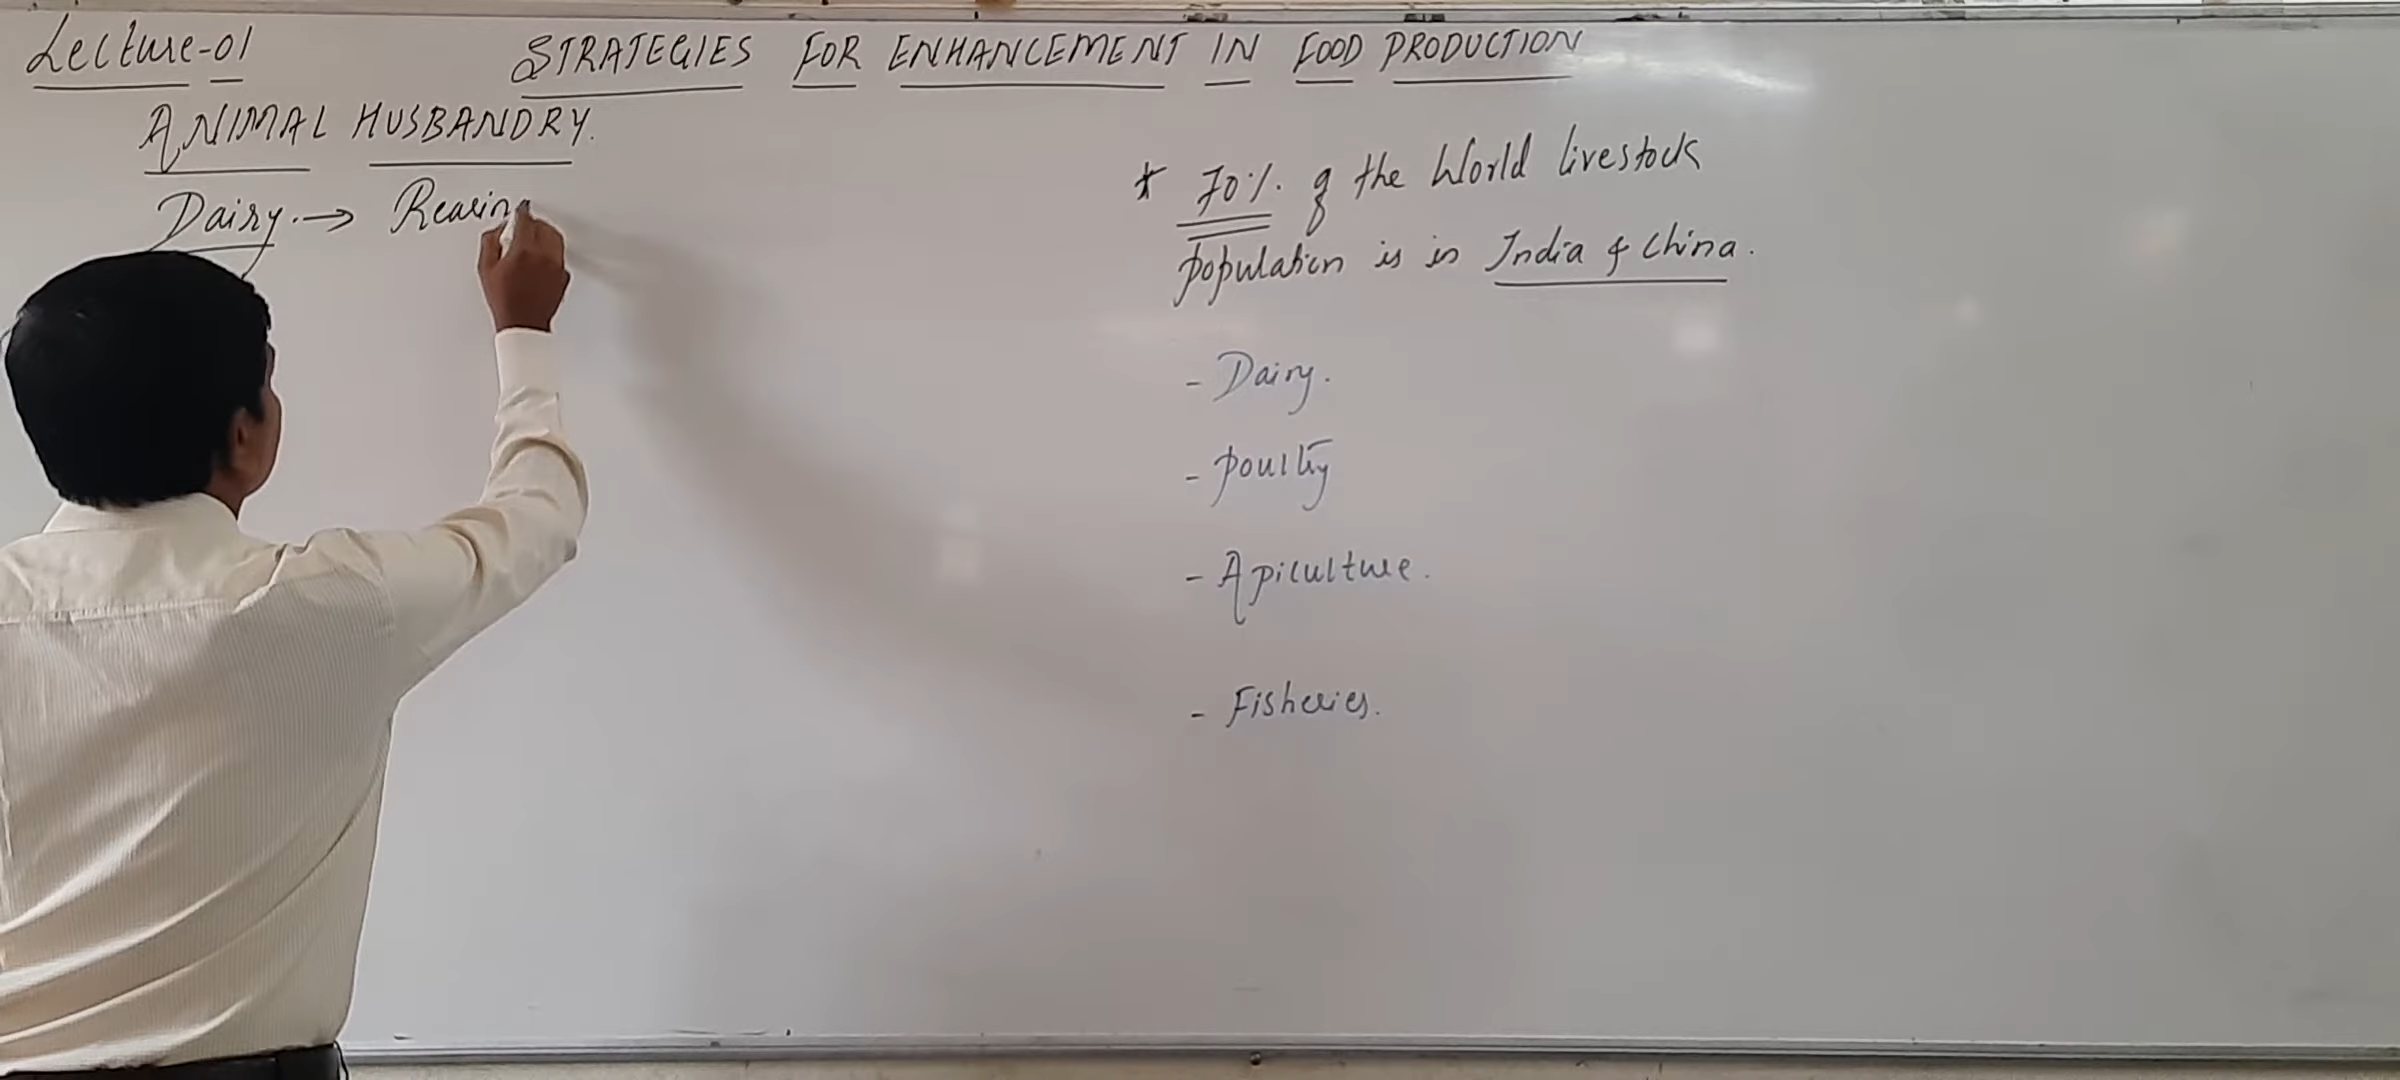 Lecture-01
STRATEGIES FOR ENHANCEMENT IN FOOD PRODUCTION
ANIMAL HUSBANDRY.
Dairy. → Rearing
* 70%. of the World livestock
population is in India & China.
- Dairy.
- Poultry
- Apiculture.
- Fisheries.